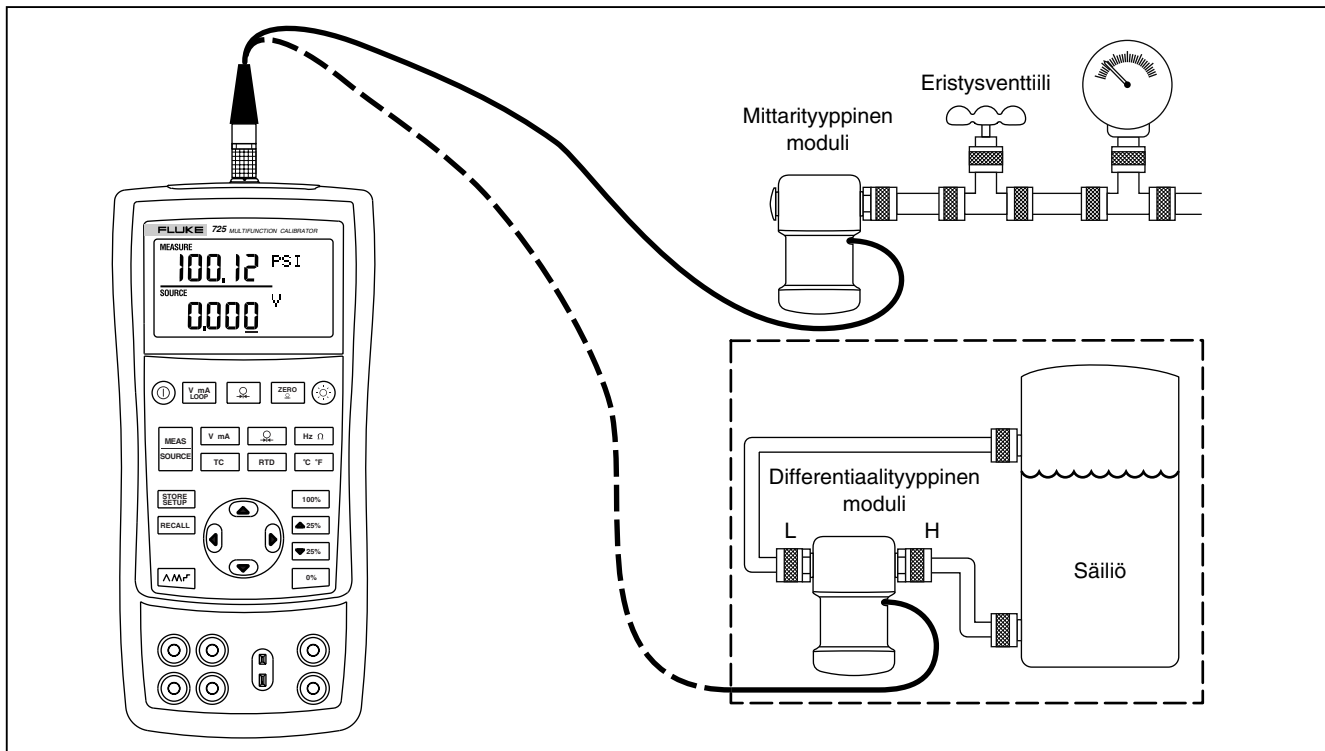 Eristysventtiili
Mittarityyppinen
moduli
FLUKE 725 MULTIFUNCTION CALIBRATOR
MEASURE
100.12 PSI
SOURCE
0.000 V
V mA
LOOP
ZERO
MEAS
SOURCE
V mA
Hz Ω
TC
RTD
°C °F
STORE
SETUP
RECALL
100%
25%
25%
0%
Differentiaalityyppinen
moduli
L
H
Säiliö